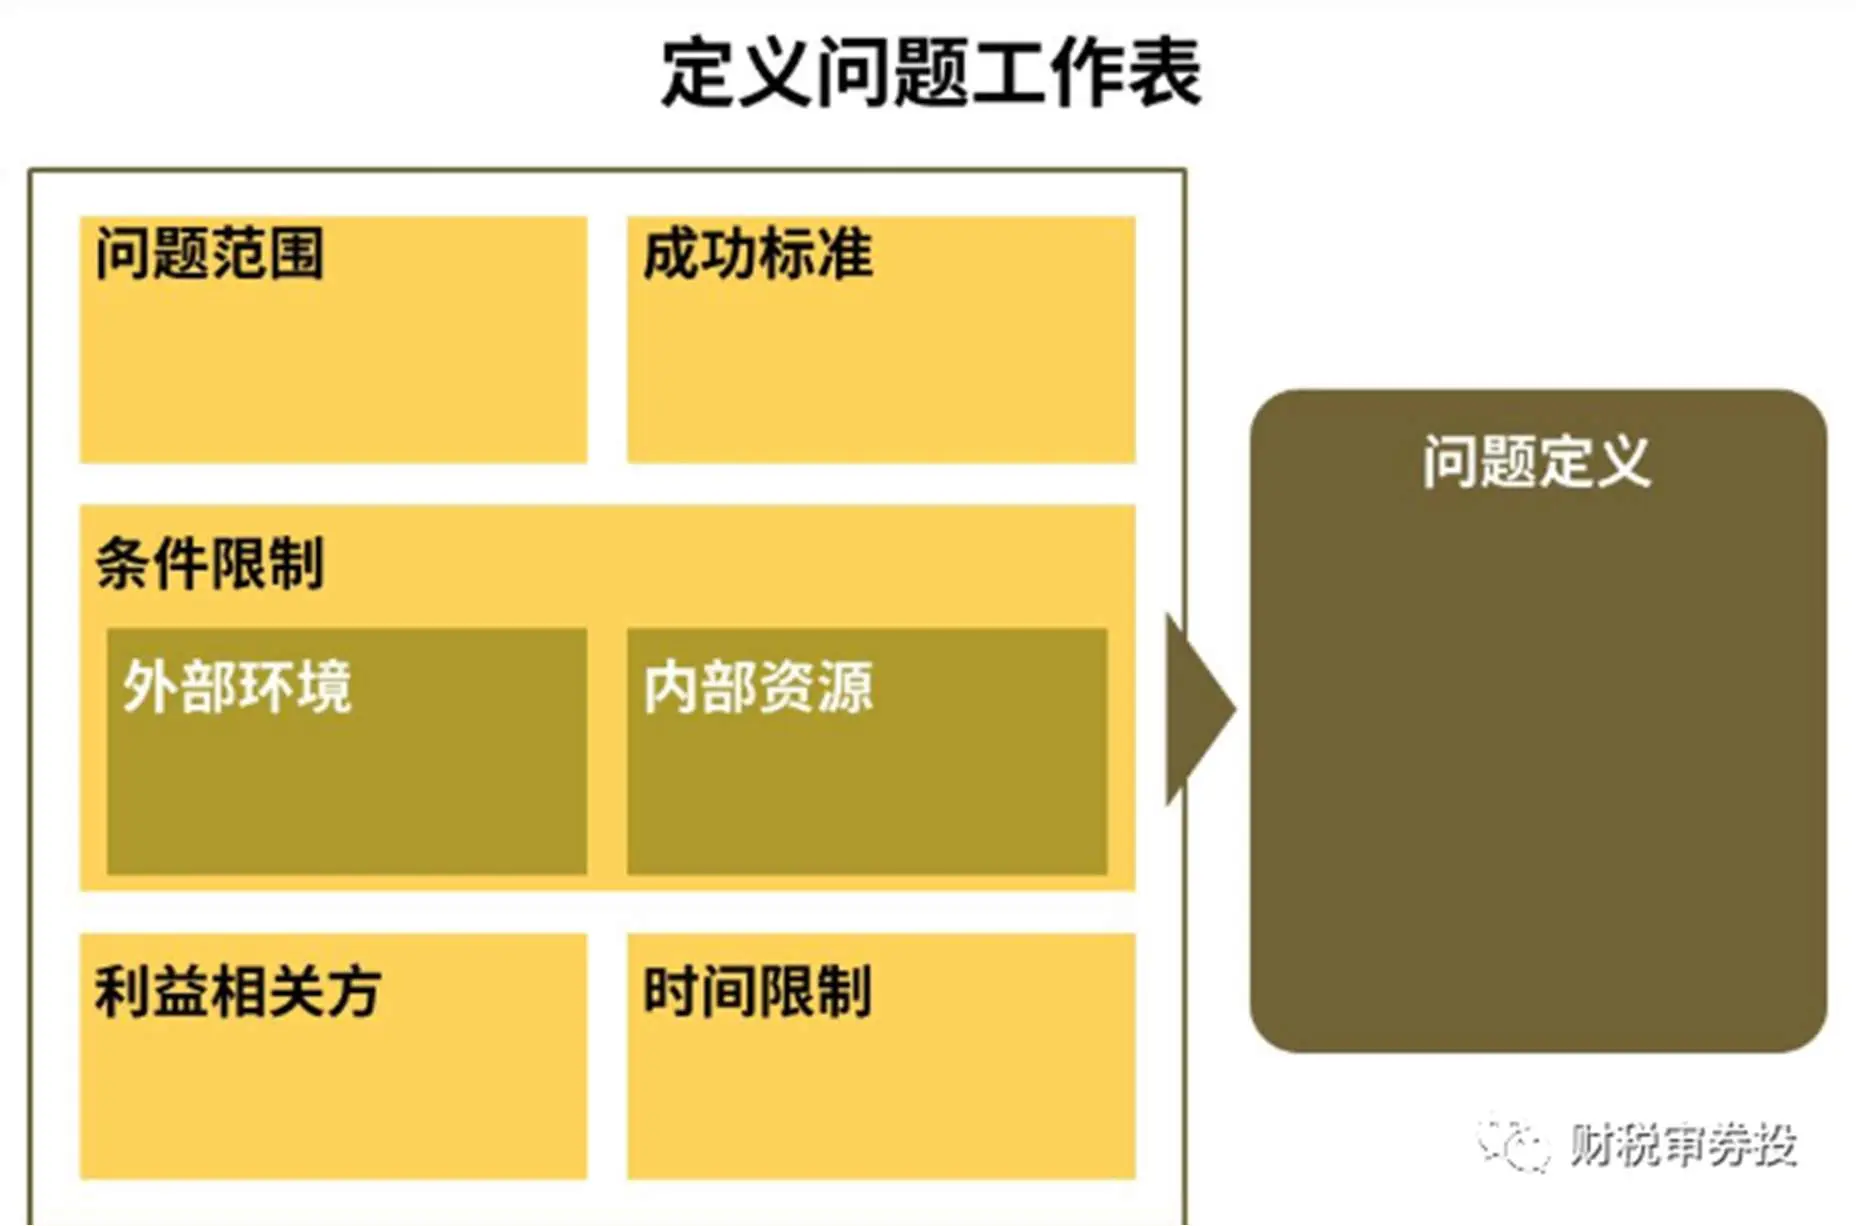 定义问题工作表
问题范围
成功标准
条件限制
外部环境
内部资源
利益相关方
时间限制
问题定义
财税审券投